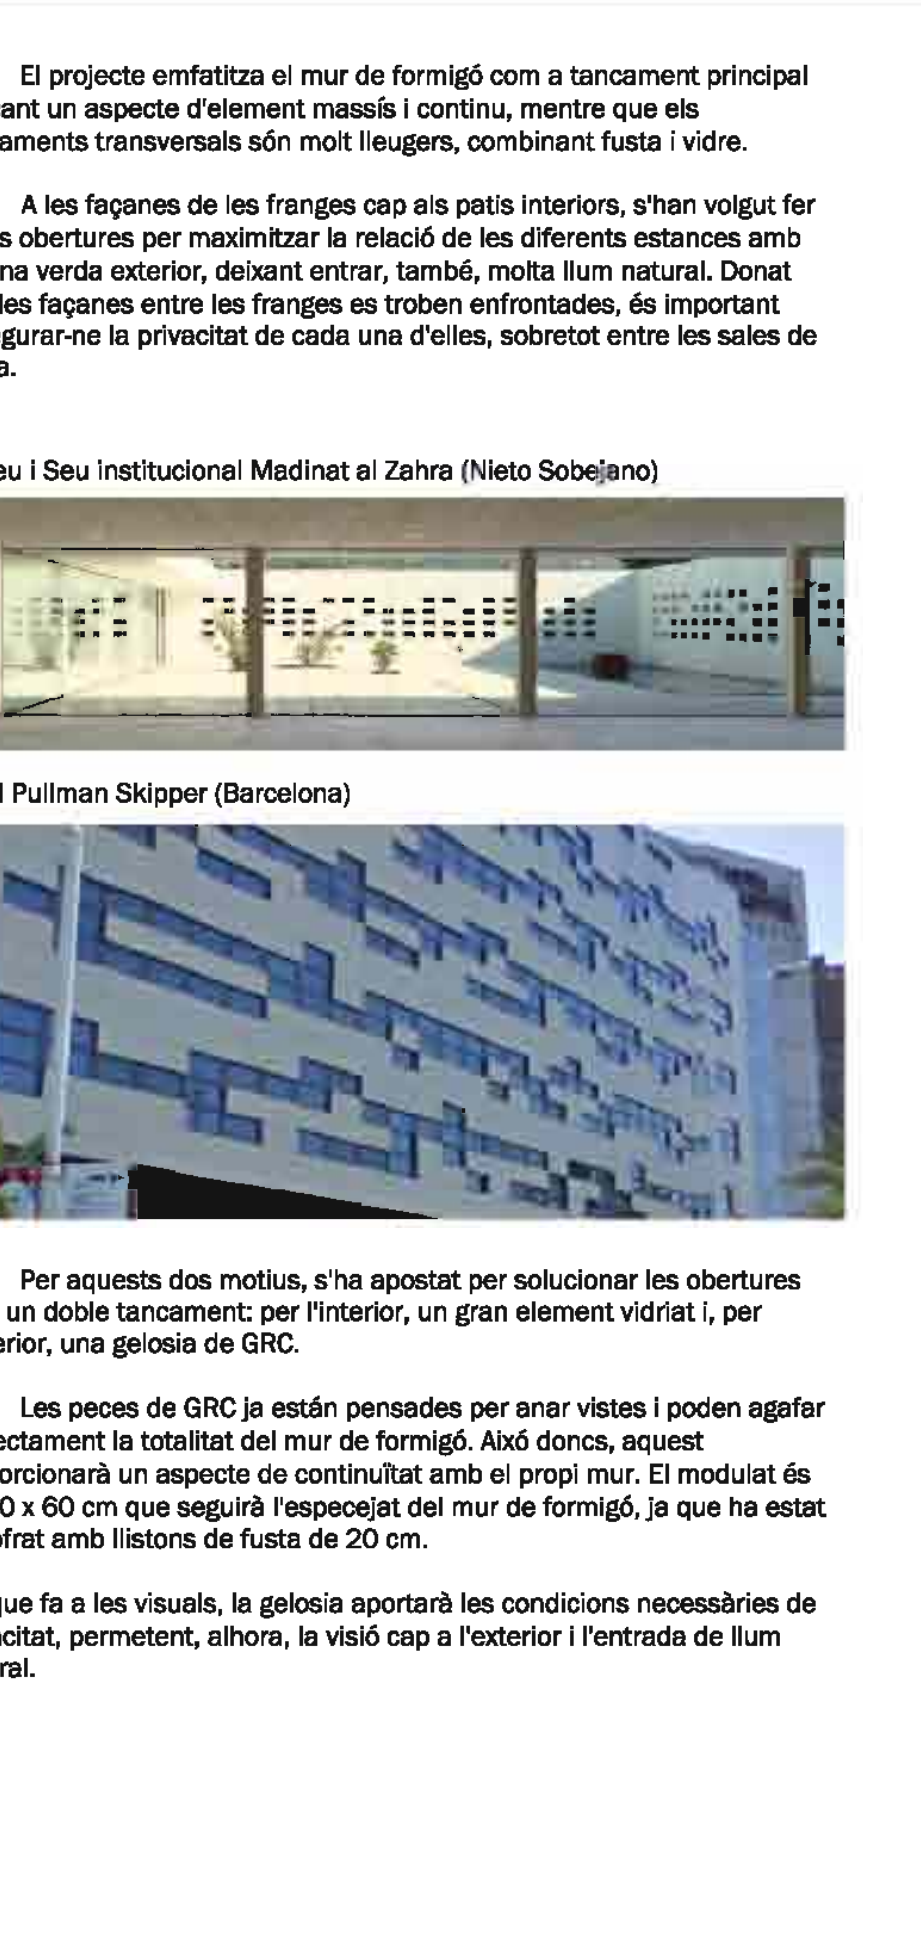 El projecte emfatitza el mur de formigó com a tancament principal
ant un aspecte d'element massís i continu, mentre que els
aments transversals són molt lleugers, combinant fusta i vidre.
A les façanes de les franges cap als patis interiors, s'han volgut fer
s obertures per maximitzar la relació de les diferents estances amb
na verda exterior, deixant entrar, també, molta llum natural. Donat
les façanes entre les franges es troben enfrontades, és important
gurar-ne la privacitat de cada una d'elles, sobretot entre les sales de
a.
eu i Seu institucional Madinat al Zahra (Nieto Sobejano)
l Pullman Skipper (Barcelona)
Per aquests dos motius, s'ha apostat per solucionar les obertures
un doble tancament: per l'interior, un gran element vidriat i, per
erior, una gelosia de GRC.
Les peces de GRC ja están pensades per anar vistes i poden agafar
ectament la totalitat del mur de formigó. Aixó doncs, aquest
orcionarà un aspecte de continuïtat amb el propi mur. El modulat és
0 x 60 cm que seguirà l'especejat del mur de formigó, ja que ha estat
ofrat amb llistons de fusta de 20 cm.
que fa a les visuals, la gelosia aportarà les condicions necessàries de
acitat, permetent, alhora, la visió cap a l'exterior i l'entrada de llum
ral.